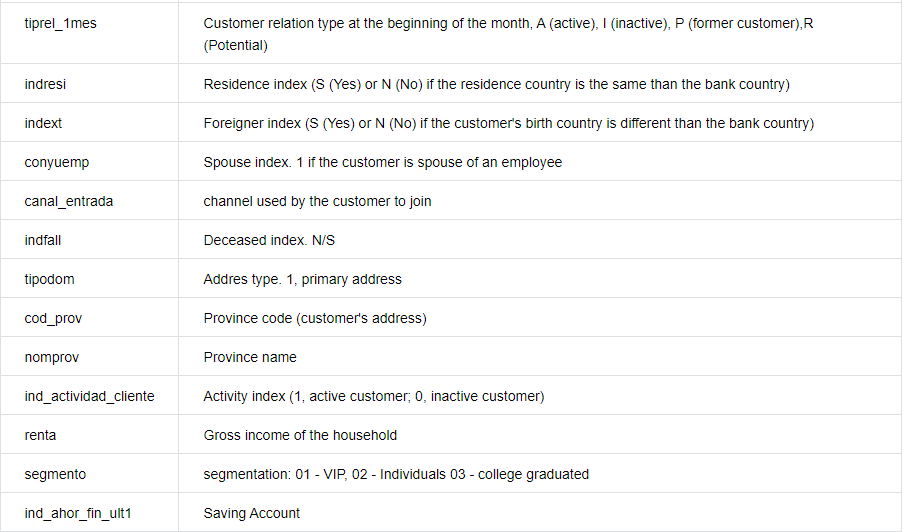 tiprel_1mes Customer relation type at the beginning of the month, A (active), I (inactive), P (former customer),R
(Potential)
indresi Residence index (S (Yes) or N (No) if the residence country is the same than the bank country)
indext Foreigner index (S (Yes) or N (No) if the customer's birth country is different than the bank country)
conyuemp Spouse index. 1 if the customer is spouse of an employee
canal_entrada channel used by the customer to join
indfall Deceased index. N/S
tipodom Addres type. 1, primary address
cod_prov Province code (customer's address)
nomprov Province name
ind_actividad_cliente Activity index (1, active customer; 0, inactive customer)
renta Gross income of the household
segmento segmentation: 01 - VIP, 02 - Individuals 03 - college graduated
ind_ahor_fin_ult1 Saving Account